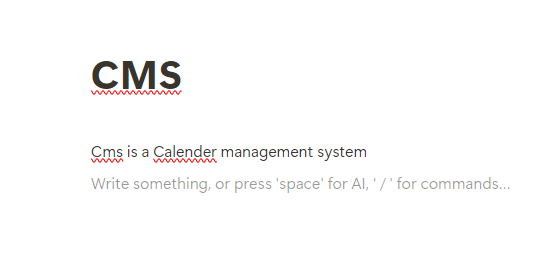 CMS
Cms is a Calender management system
Write something, or press 'space' for AI, ' / ' for commands...